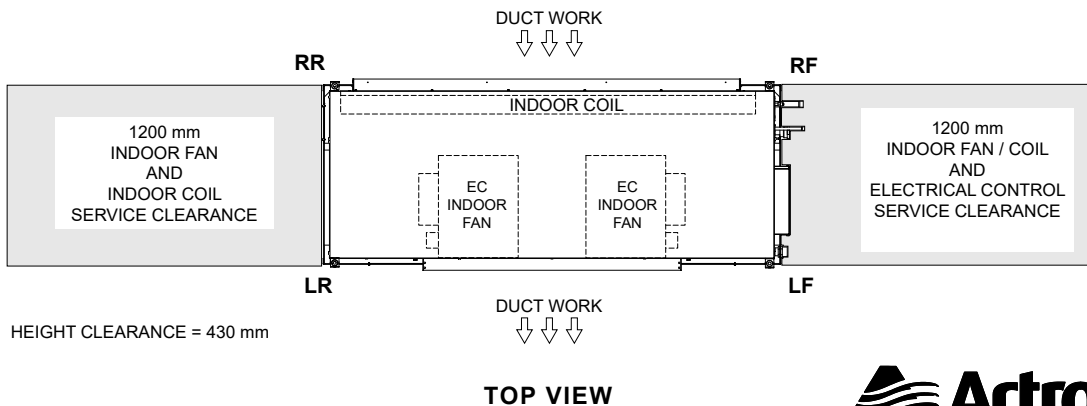 DUCT WORK
RR
RF
INDOOR COIL
1200 mm
INDOOR FAN
AND
INDOOR COIL
SERVICE CLEARANCE
EC
INDOOR
FAN
EC
INDOOR
FAN
1200 mm
INDOOR FAN / COIL
AND
ELECTRICAL CONTROL
SERVICE CLEARANCE
LR
LF
DUCT WORK
HEIGHT CLEARANCE = 430 mm
TOP VIEW